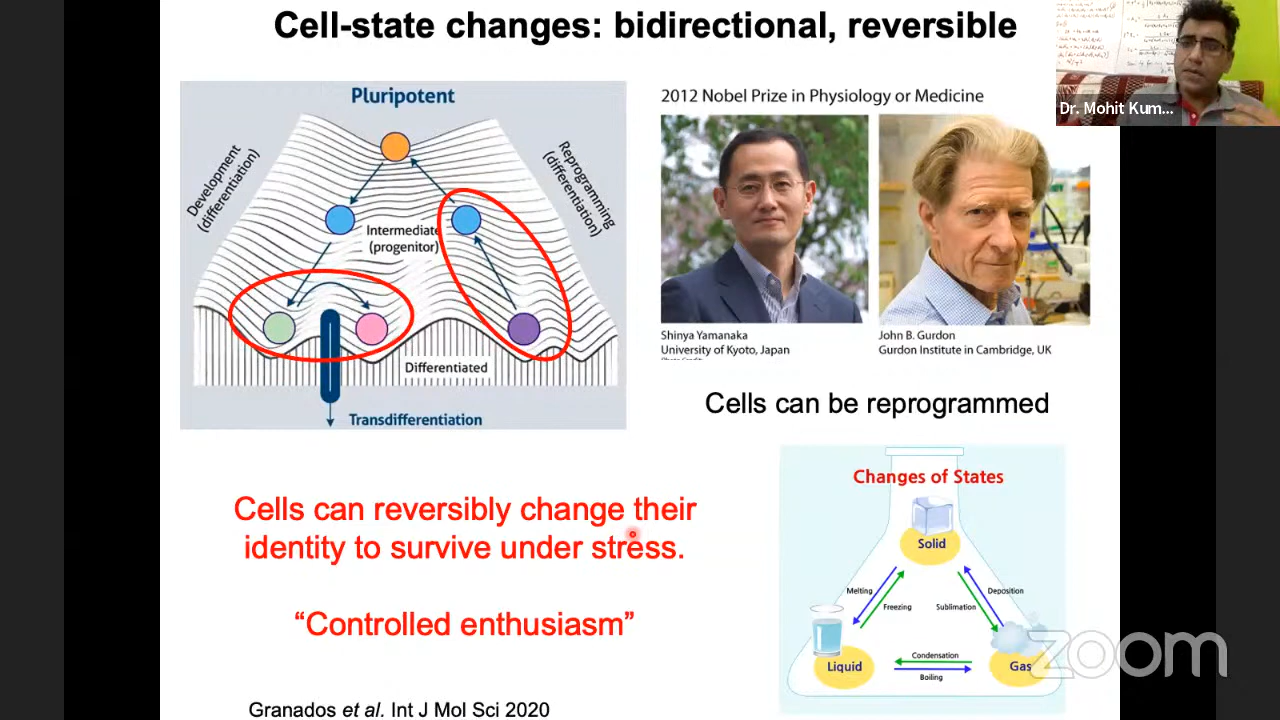 Cell-state changes: bidirectional, reversible
Pluripotent
Development
(differentiation)
Reprogramming
(differentiation)
Intermediate
(progenitor)
Differentiated
Transdifferentiation
2012 Nobel Prize in Physiology or Medicine
Shinya Yamanaka
University of Kyoto, Japan
John B. Gurdon
Gurdon Institute in Cambridge, UK
Dr. Mohit Kum...
Cells can be reprogrammed
Cells can reversibly change their
identity to survive under stress.
“Controlled enthusiasm”
Changes of States
Solid
Melting
Freezing
Sublimation
Deposition
Condensation
Boiling
Liquid
Gas
zoom
Granados et al. Int J Mol Sci 2020